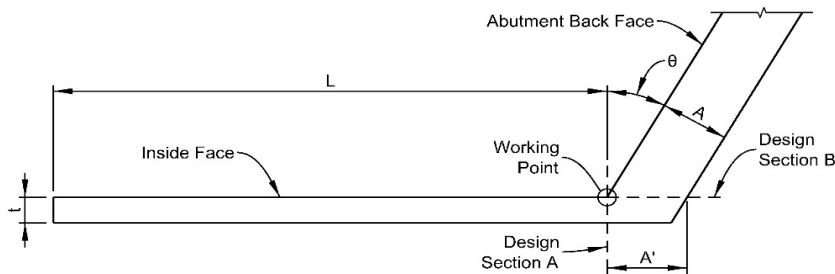 Abutment Back Face
θ
L
A
Working
Point
Design
Section B
Inside Face
t
Design
Section A
A'